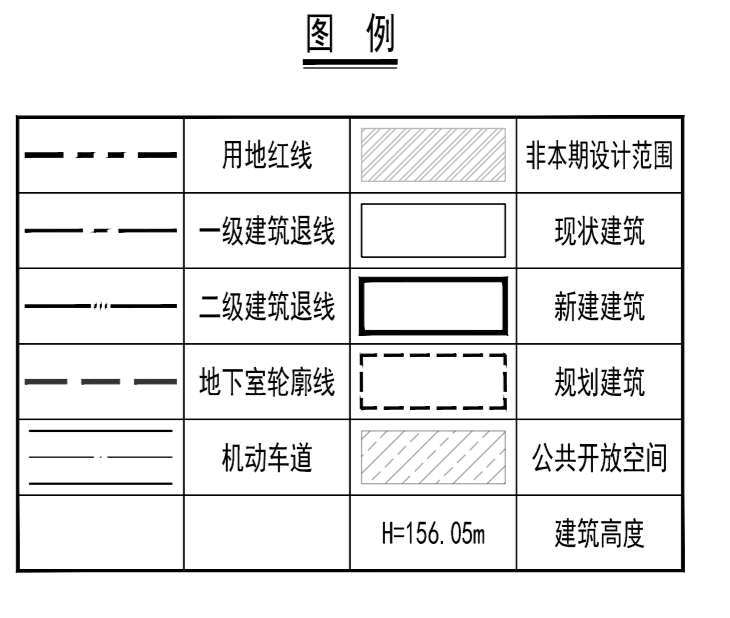 图 例
用地红线 非本期设计范围
一级建筑退线 现状建筑
二级建筑退线 新建建筑
地下室轮廓线 规划建筑
机动车道 公共开放空间
H=156.05m 建筑高度